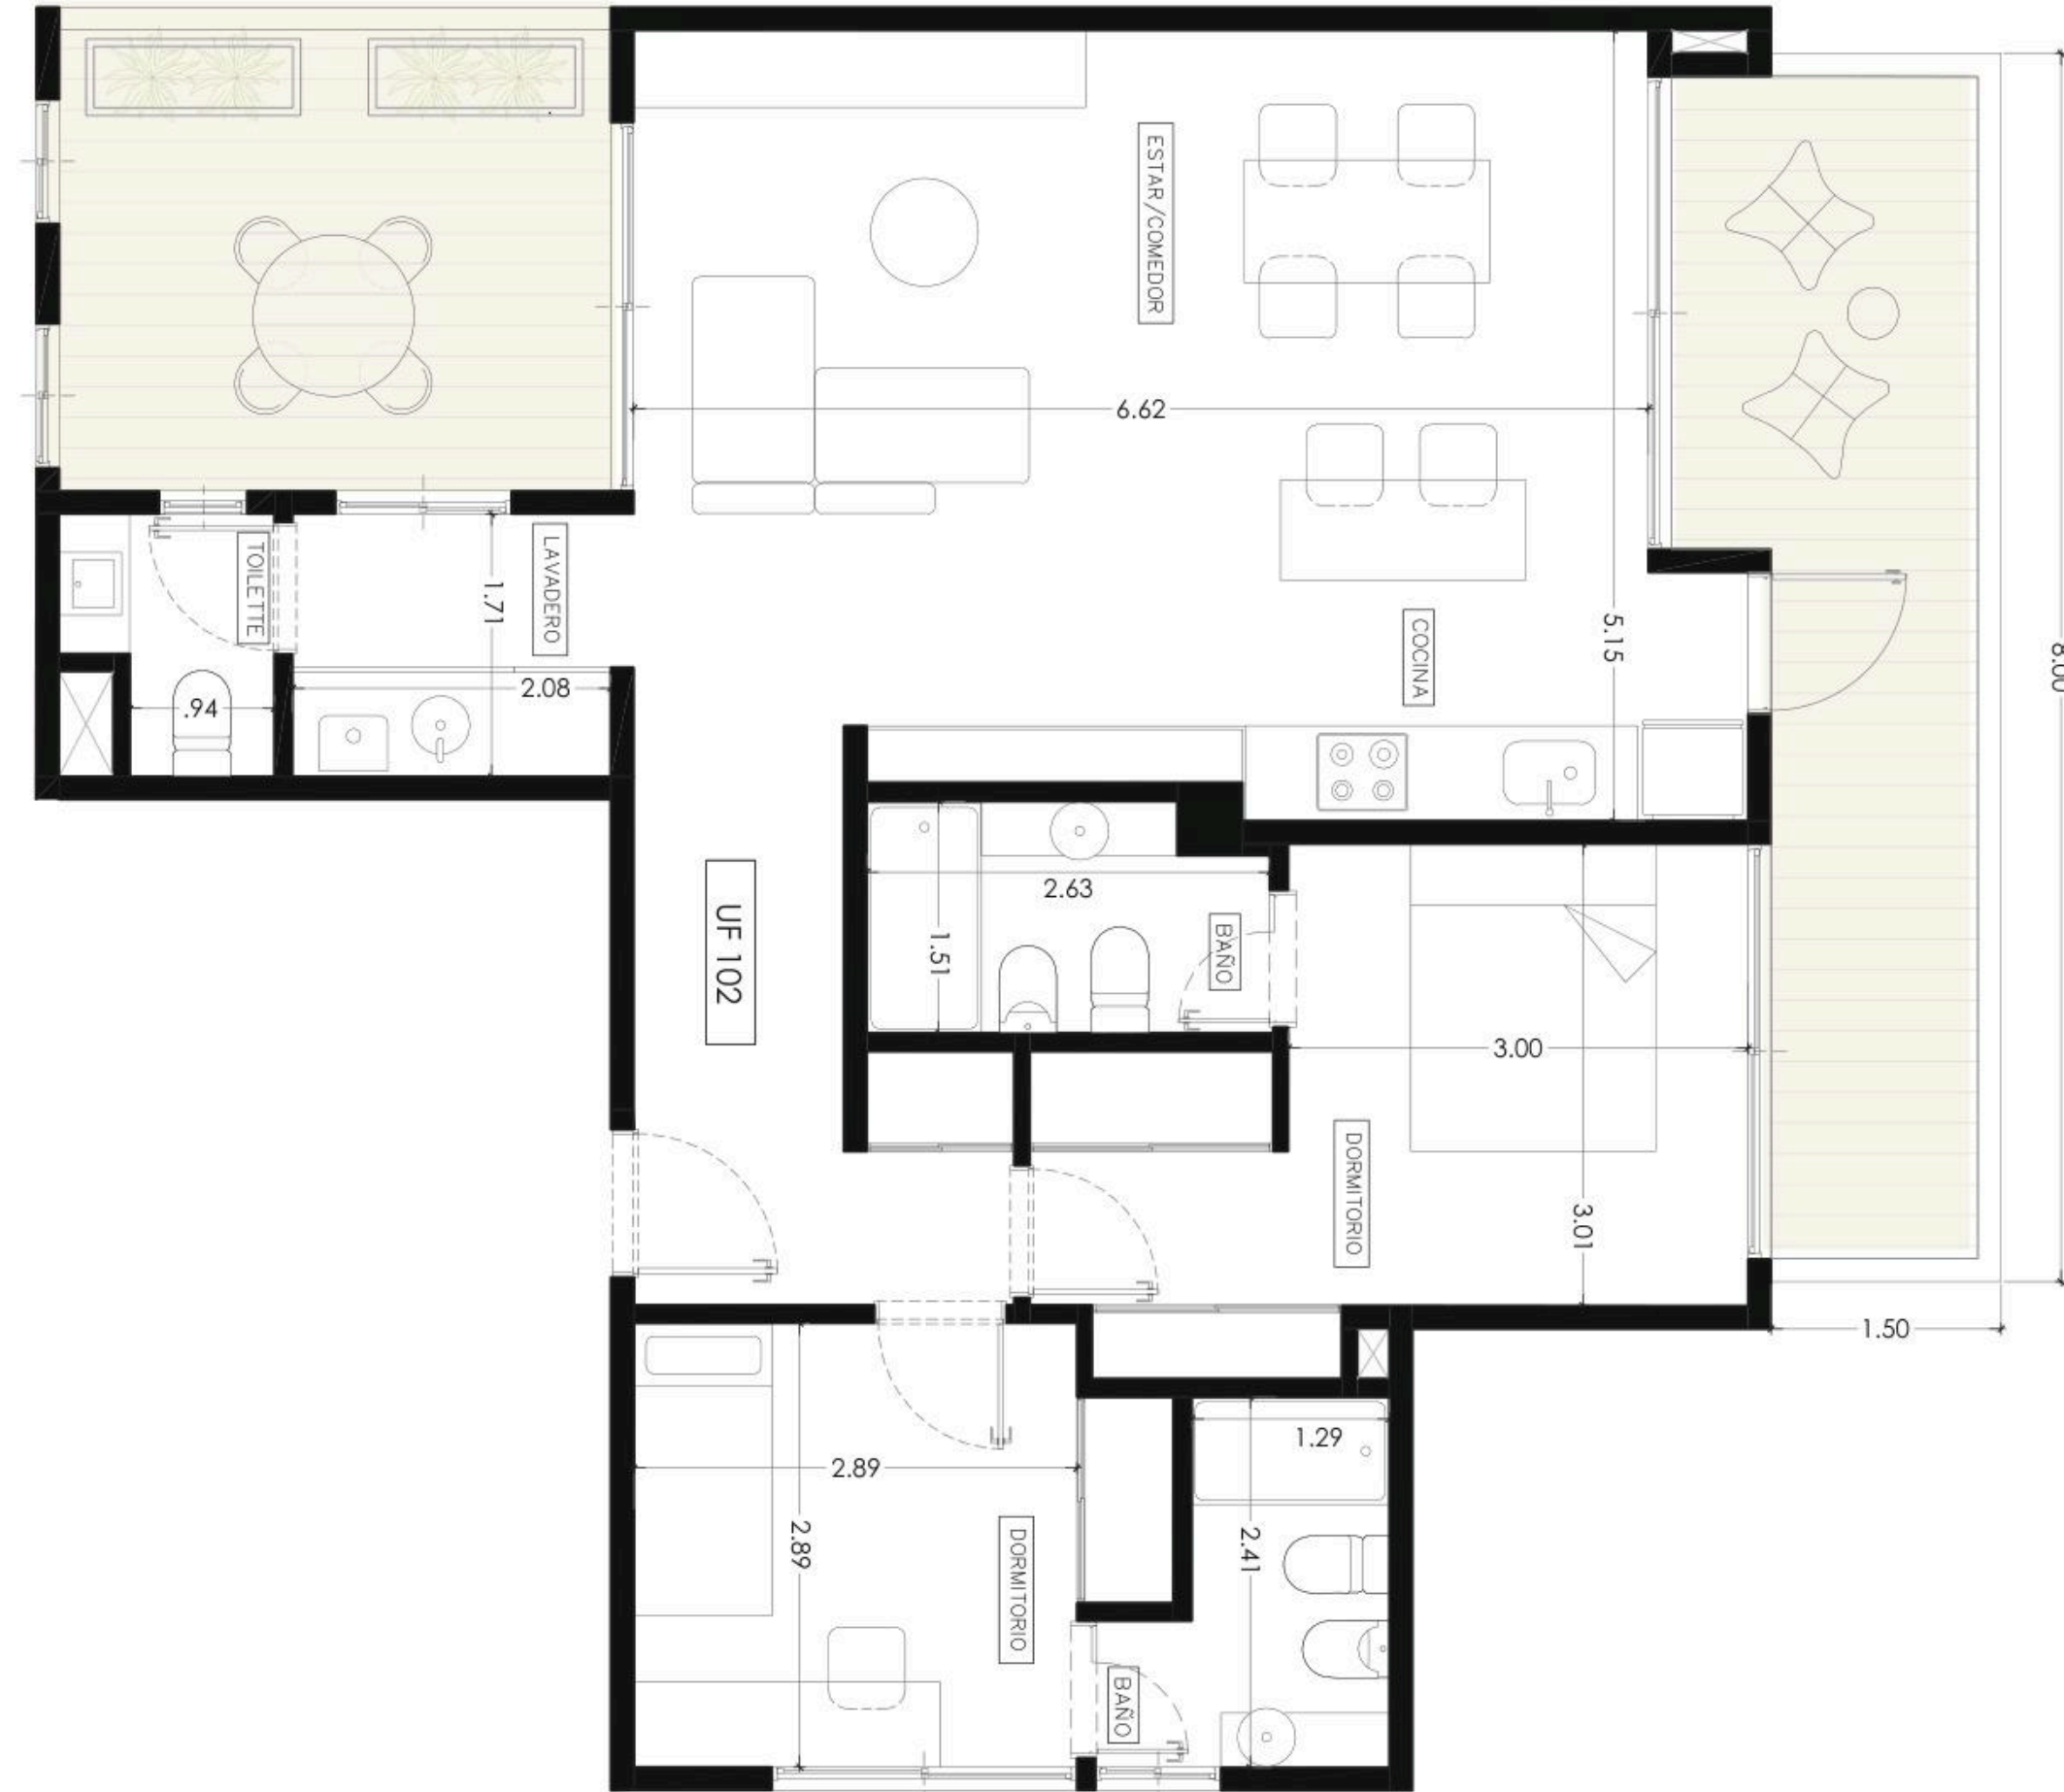 ESTAR/COMEDOR
6.62
TOILETTE
LAVADERO
1.71
2.08
.94
COCINA
5.15
8.00
UF 102
2.63
1.51
BAÑO
3.00
DORMITORIO
3.01
1.50
2.89
2.89
DORMITORIO
1.29
2.41
BAÑO